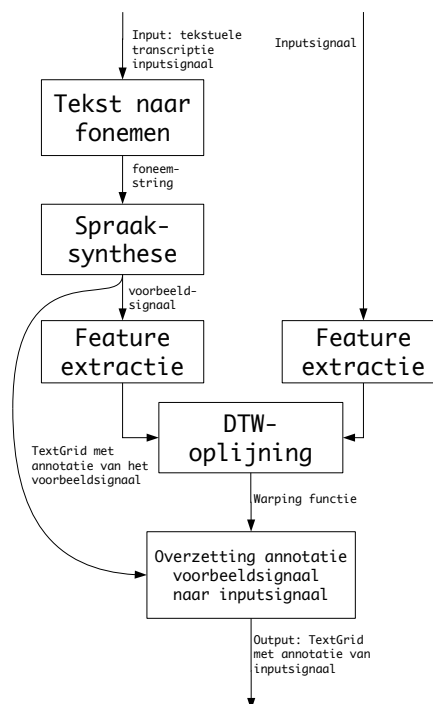 Input: tekstuele
transcriptie
inputsignaal
Inputsignaal
Tekst naar
fonemen
foneem-
string
Spraak-
synthese
voorbeeld-
signaal
Feature
extractie
Feature
extractie
DTW-
oplijning
TextGrid met
annotatie van het
voorbeeldsignaal
Warping functie
Overzetting annotatie
voorbeeldsignaal
naar inputsignaal
Output: TextGrid
met annotatie van
inputsignaal